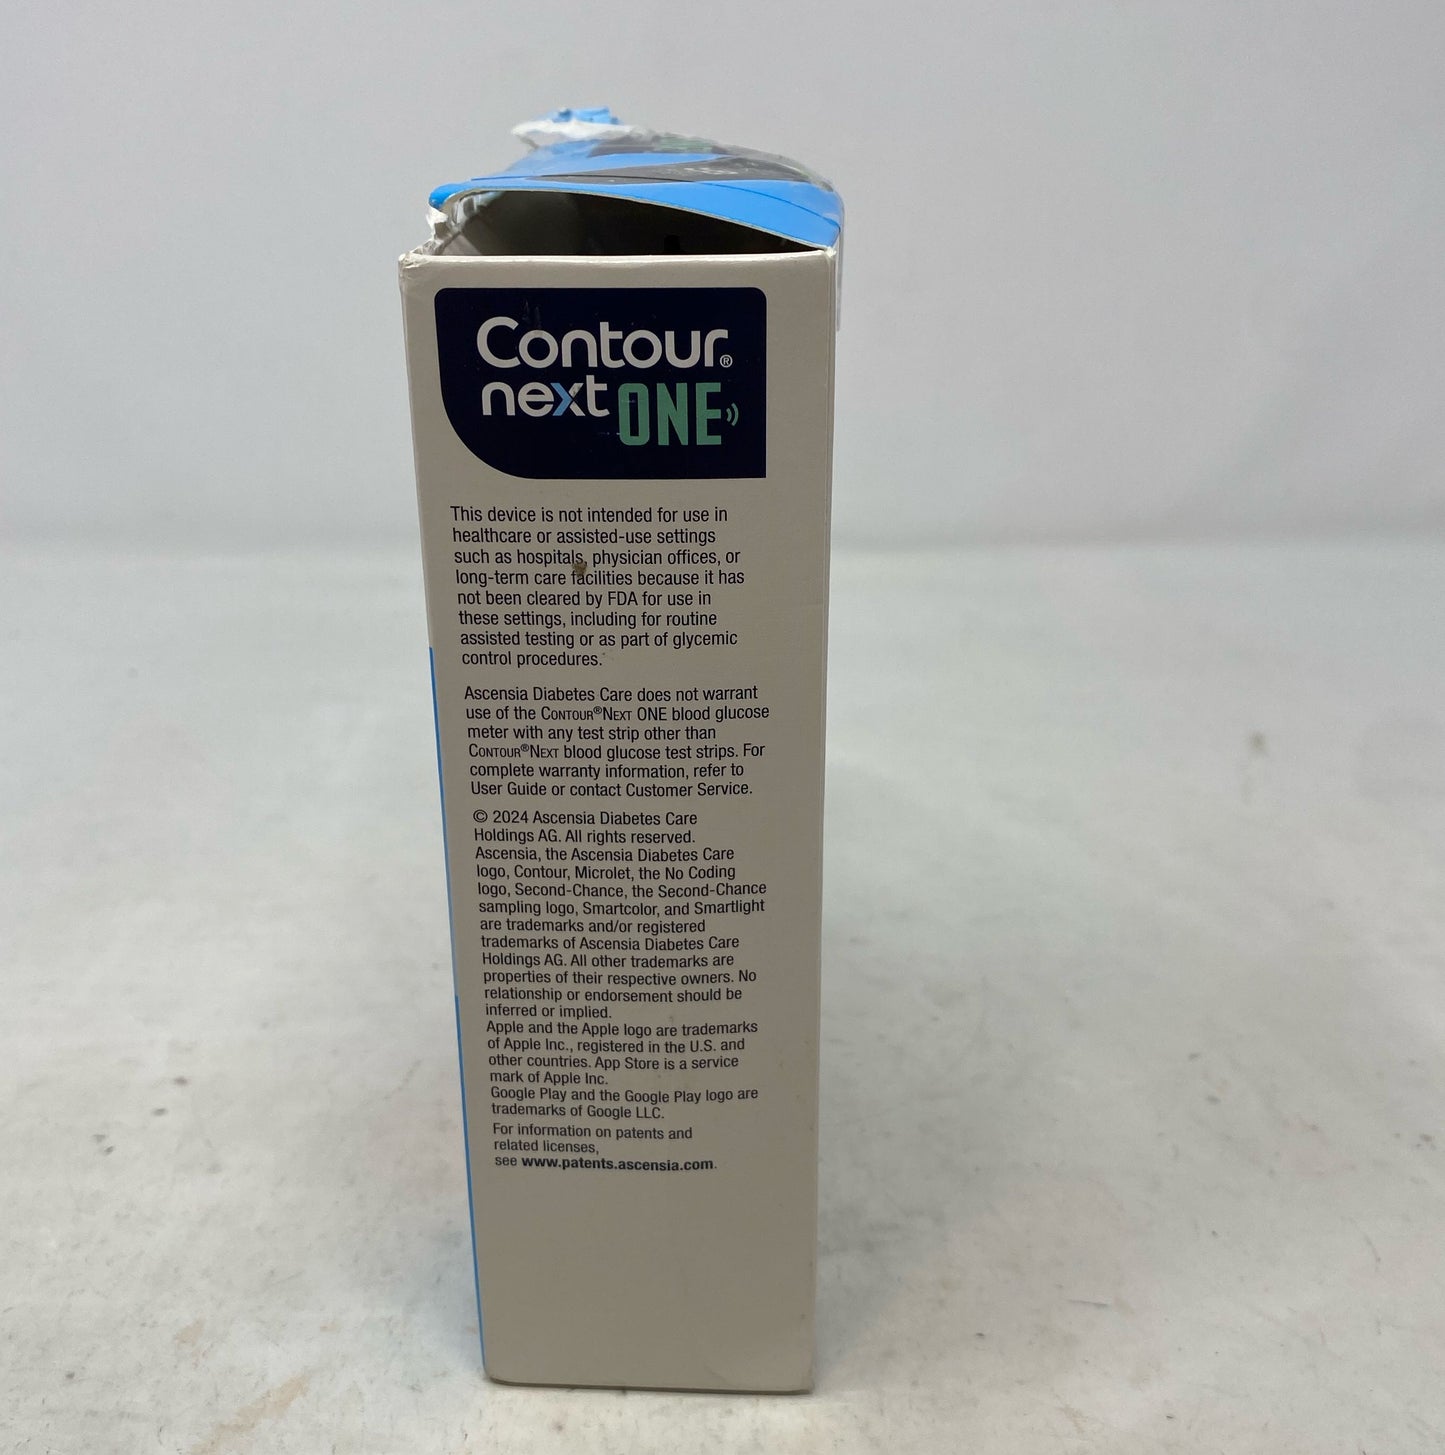 Contour®
next ONE
This device is not intended for use in
healthcare or assisted-use settings
such as hospitals, physician offices, or
long-term care facilities because it has
not been cleared by FDA for use in
these settings, including for routine
assisted testing or as part of glycemic
control procedures.
Ascensia Diabetes Care does not warrant
use of the Contour®Next ONE blood glucose
meter with any test strip other than
Contour®Next blood glucose test strips. For
complete warranty information, refer to
User Guide or contact Customer Service.
© 2024 Ascensia Diabetes Care
Holdings AG. All rights reserved.
Ascensia, the Ascensia Diabetes Care
logo, Contour, Microlet, the No Coding
logo, Second-Chance, the Second-Chance
sampling logo, Smartcolor, and Smartlight
are trademarks and/or registered
trademarks of Ascensia Diabetes Care
Holdings AG. All other trademarks are
properties of their respective owners. No
relationship or endorsement should be
inferred or implied.
Apple and the Apple logo are trademarks
of Apple Inc., registered in the U.S. and
other countries. App Store is a service
mark of Apple Inc.
Google Play and the Google Play logo are
trademarks of Google LLC.
For information on patents and
related licenses,
see www.patents.ascensia.com.